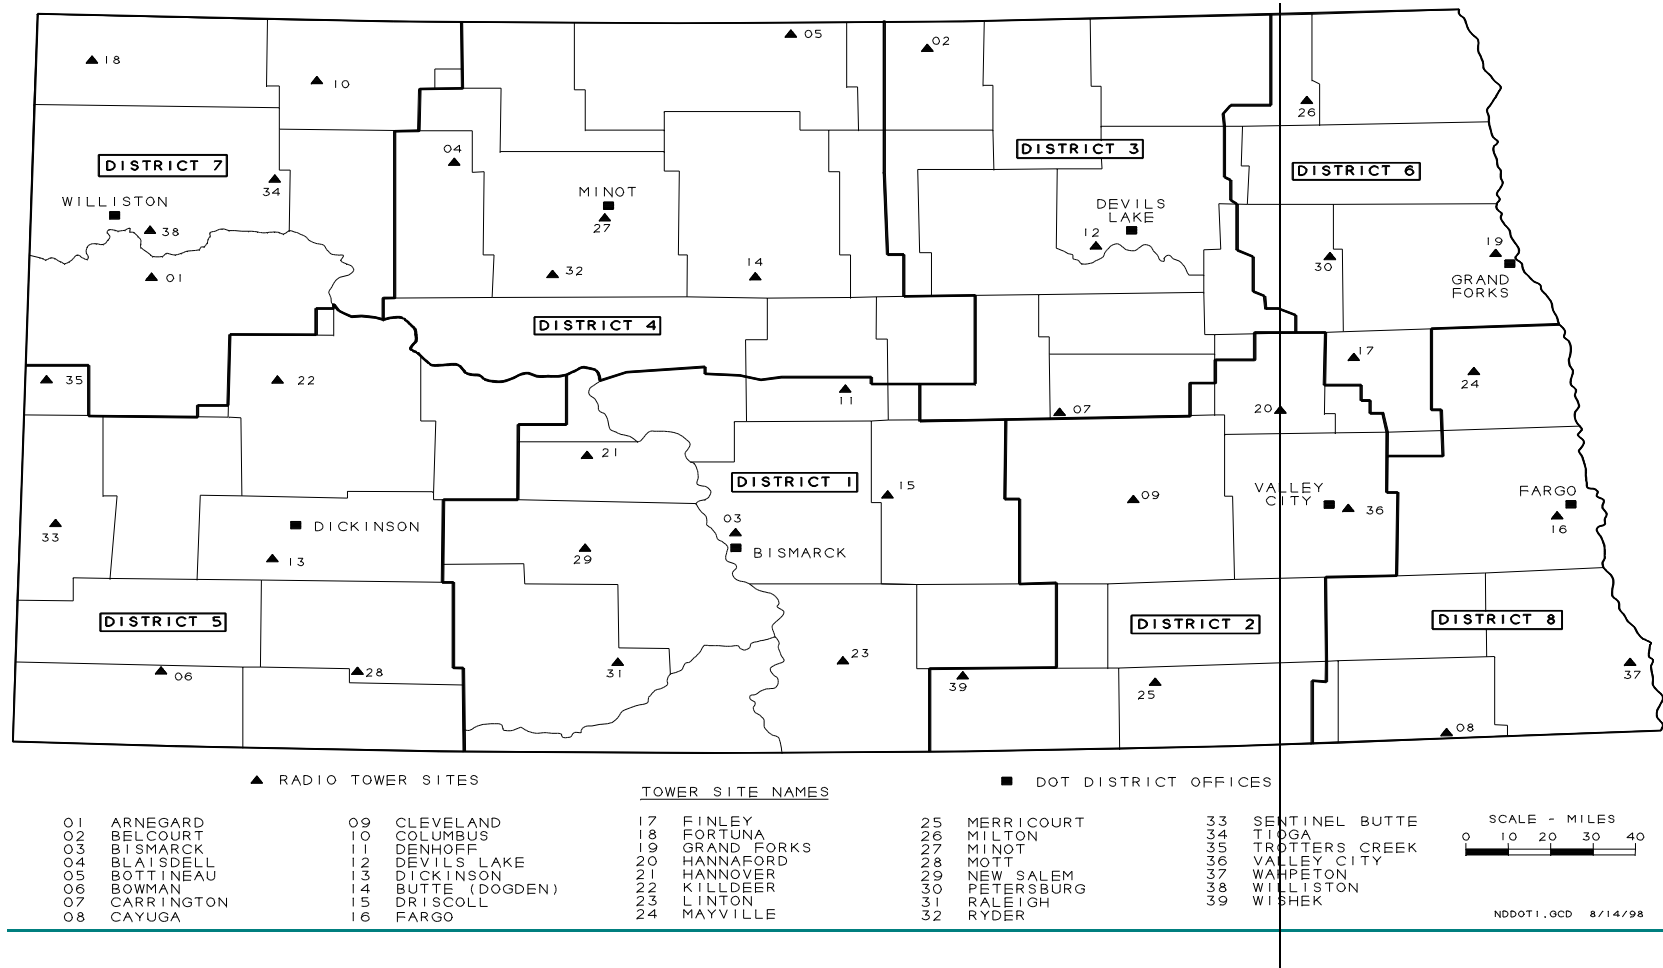 18
10
05
02
26
DISTRICT 7
04
DISTRICT 3
DISTRICT 6
34
WILLISTON
MINOT
27
DEVILS
LAKE
12
38
01
32
14
30
19
GRAND
FORKS
DISTRICT 4
35
22
11
07
17
20
24
21
DISTRICT 1
15
09
VALLEY
CITY
36
FARGO
16
33
DICKINSON
13
29
03
BISMARCK
DISTRICT 5
DISTRICT 2
DISTRICT 8
06
28
31
23
39
25
37
08
RADIO TOWER SITES
DOT DISTRICT OFFICES
TOWER SITE NAMES
01 ARNEGARD
02 BELCOURT
03 BISMARCK
04 BLAISDELL
05 BOTTINEAU
06 BOWMAN
07 CARRINGTON
08 CAYUGA
09 CLEVELAND
10 COLUMBUS
11 DENHOFF
12 DEVILS LAKE
13 DICKINSON
14 BUTTE (DOGDEN)
15 DRISCOLL
16 FARGO
17 FINLEY
18 FORTUNA
19 GRAND FORKS
20 HANNAFORD
21 HANNOVER
22 KILLDEER
23 LINTON
24 MAYVILLE
25 MERRICOURT
26 MILTON
27 MINOT
28 MOTT
29 NEW SALEM
30 PETERSBURG
31 RALEIGH
32 RYDER
33 SENTINEL BUTTE
34 TIOGA
35 TROTTERS CREEK
36 VALLEY CITY
37 WAHPETON
38 WILLISTON
39 WISHEK
SCALE - MILES
0 10 20 30 40
NDDOT1.GCD 8/14/98